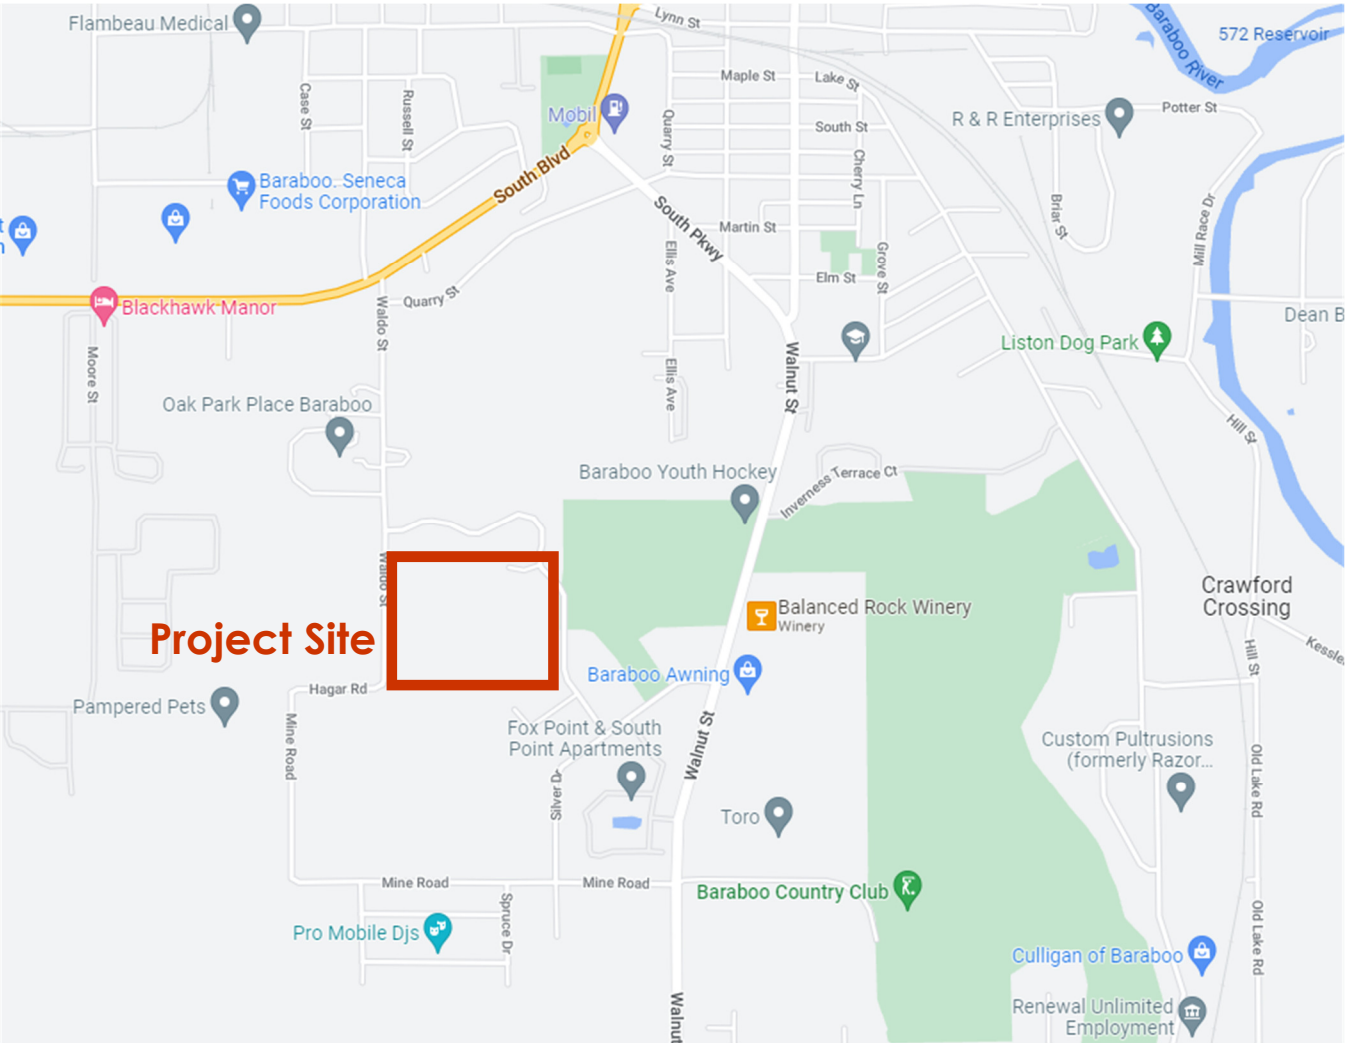 Flambeau Medical
Lynn St
Baraboo River
572 Reservoir
Maple St
Lake St
Case St
Russell St
Mobil
Quarry St
South St
R & R Enterprises
Potter St
South Blvd
Cherry Ln
Baraboo. Seneca
Foods Corporation
South Pkwy
Martin St
Briar St
Mill Race Dr
Ellis Ave
Grove St
Elm St
Waldo St
Quarry St
Blackhawk Manor
Dean B
Moore St
Walnut St
Liston Dog Park
Ellis Ave
Oak Park Place Baraboo
Hill St
Baraboo Youth Hockey
Inverness Terrace Ct
Waldo St
Crawford
Crossing
Balanced Rock Winery
Winery
Project Site
Kessle
Hill St
Baraboo Awning
Hagar Rd
Pampered Pets
Mine Road
Fox Point & South
Point Apartments
Walnut St
Custom Pultrusions
(formerly Razor...
Old Lake Rd
Silver D
Toro
Mine Road
Mine Road
Baraboo Country Club
Spruce Dr
Pro Mobile Djs
Old Lake Rd
Culligan of Baraboo
Walnut
Renewal Unlimited
Employment